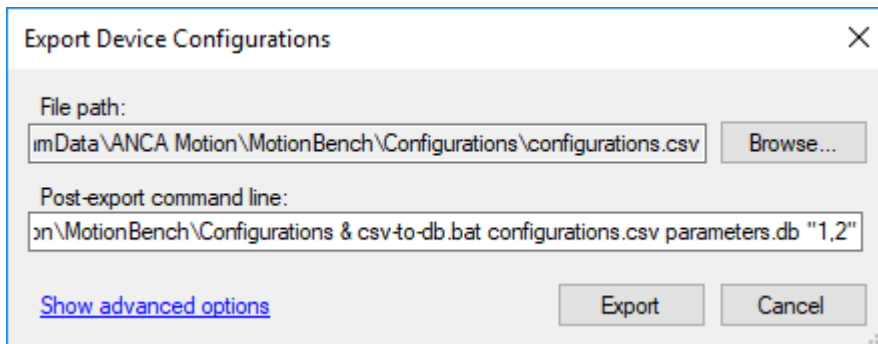 Export Device Configurations
File path:
mData\ANCA Motion\MotionBench\Configurations\configurations.csv
Browse...
Post-export command line:
on\MotionBench\Configurations & csv-to-db.bat configurations.csv parameters.db "1,2"
Show advanced options
Export
Cancel